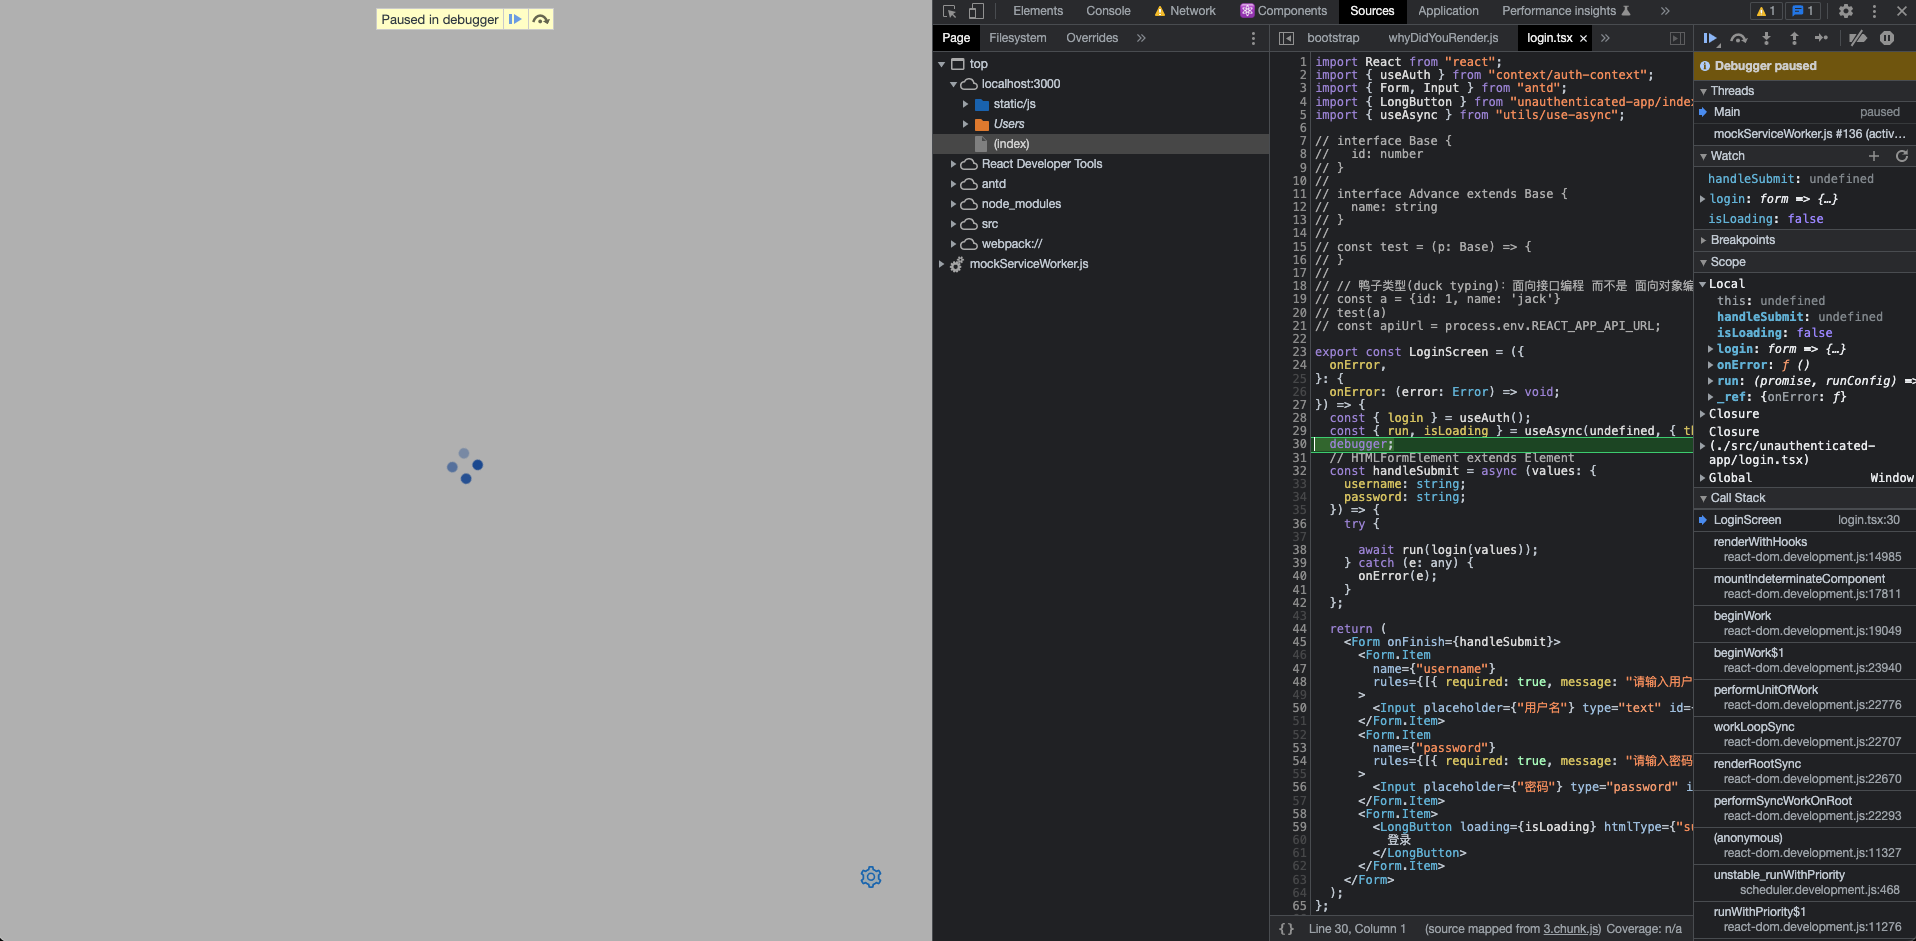 Paused in debugger
Elements
Console
Network
Components
Sources
Application
Performance insights
»
1
1
Page
Filesystem
Overrides
»
bootstrap
whyDidYouRender.js
login.tsx
»
top
localhost:3000
static/js
Users
(index)
React Developer Tools
antd
node_modules
src
webpack://
mockServiceWorker.js
1 import React from "react";
2 import { useAuth } from "context/auth-context";
3 import { Form, Input } from "antd";
4 import { LongButton } from "unauthenticated-app/index
5 import { useAsync } from "utils/use-async";
6
7 // interface Base {
8 //   id: number
9 // }
10 //
11 // interface Advance extends Base {
12 //   name: string
13 // }
14 //
15 // const test = (p: Base) => {
16 // }
17 //
18 // // 鸭子类型(duck typing)：面向接口编程 而不是 面向对象编
19 // const a = {id: 1, name: 'jack'}
20 // test(a)
21 // const apiUrl = process.env.REACT_APP_API_URL;
22
23 export const LoginScreen = ({
24   onError,
25 }: {
26   onError: (error: Error) => void;
27 }) => {
28   const { login } = useAuth();
29   const { run, isLoading } = useAsync(undefined, { th
30   debugger;
31   // HTMLFormElement extends Element
32   const handleSubmit = async (values: {
33     username: string;
34     password: string;
35   }) => {
36     try {
37
38       await run(login(values));
39     } catch (e: any) {
40       onError(e);
41     }
42   };
43
44   return (
45     <Form onFinish={handleSubmit}>
46       <Form.Item
47         name={"username"}
48         rules={[{ required: true, message: "请输入用户
49       >
50         <Input placeholder={"用户名"} type="text" id=
51       </Form.Item>
52       <Form.Item
53         name={"password"}
54         rules={[{ required: true, message: "请输入密码
55       >
56         <Input placeholder={"密码"} type="password" i
57       </Form.Item>
58       <Form.Item>
59         <LongButton loading={isLoading} htmlType={"su
60           登录
61         </LongButton>
62       </Form.Item>
63     </Form>
64   );
65 };
{} Line 30, Column 1 (source mapped from 3.chunk.js) Coverage: n/a
Debugger paused
Threads
Main paused
mockServiceWorker.js #136 (activ…
Watch
handleSubmit: undefined
login: form => {…}
isLoading: false
Breakpoints
Scope
Local
this: undefined
handleSubmit: undefined
isLoading: false
login: form => {…}
onError: ƒ ()
run: (promise, runConfig) =>
_ref: {onError: ƒ}
Closure
Closure
(./src/unauthenticated-
app/login.tsx)
Global Window
Call Stack
LoginScreen login.tsx:30
renderWithHooks
react-dom.development.js:14985
mountIndeterminateComponent
react-dom.development.js:17811
beginWork
react-dom.development.js:19049
beginWork$1
react-dom.development.js:23940
performUnitOfWork
react-dom.development.js:22776
workLoopSync
react-dom.development.js:22707
renderRootSync
react-dom.development.js:22670
performSyncWorkOnRoot
react-dom.development.js:22293
(anonymous)
react-dom.development.js:11327
unstable_runWithPriority
scheduler.development.js:468
runWithPriority$1
react-dom.development.js:11276